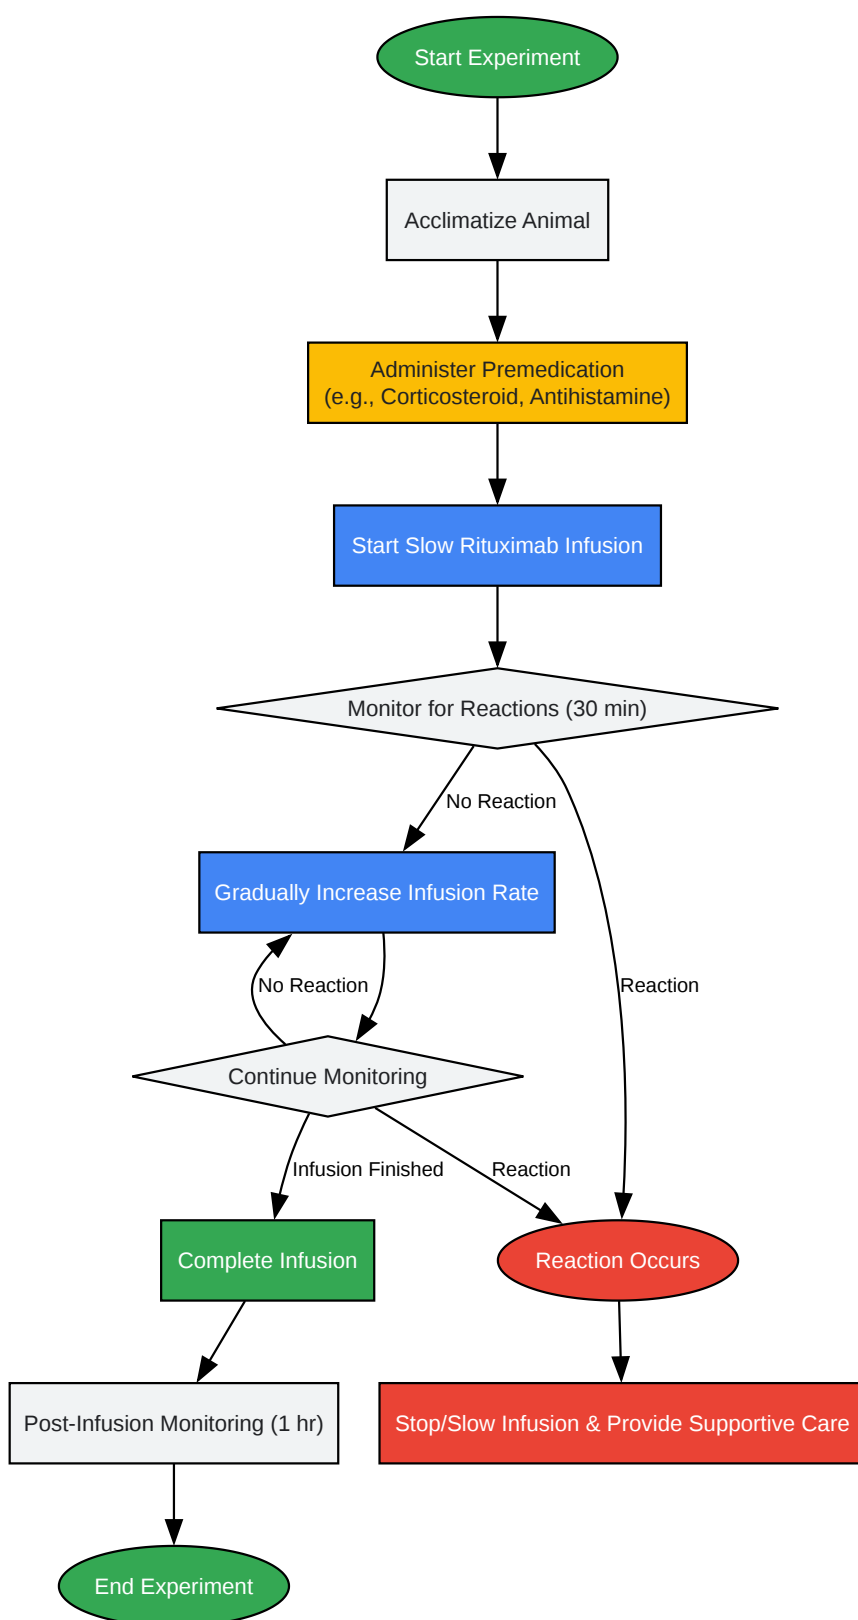 Start Experiment
Acclimatize Animal
Administer Premedication
(e.g., Corticosteroid, Antihistamine)
Start Slow Rituximab Infusion
Monitor for Reactions (30 min)
No Reaction
Gradually Increase Infusion Rate
No Reaction
Reaction
Continue Monitoring
Infusion Finished
Reaction
Complete Infusion
Reaction Occurs
Post-Infusion Monitoring (1 hr)
Stop/Slow Infusion & Provide Supportive Care
End Experiment